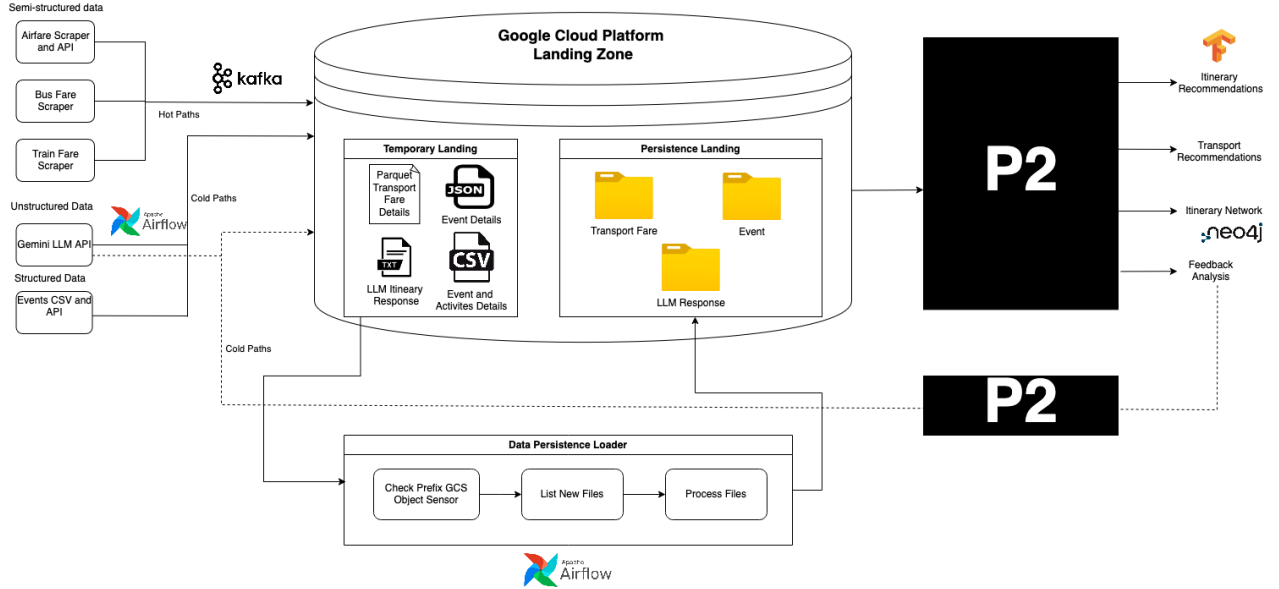 Semi-structured data
Airfare Scraper
and API
Bus Fare
Scraper
Train Fare
Scraper
kafka
Hot Paths
Unstructured Data
Apache
Airflow
Cold Paths
Gemini LLM API
Structured Data
Events CSV and
API
Cold Paths
Google Cloud Platform
Landing Zone
Temporary Landing
Parquet
Transport
Fare
Details
JSON
Event Details
TXT
LLM Itineary
Response
CSV
Event and
Activites Details
Persistence Landing
Transport Fare
Event
LLM Response
P2
Itinerary
Recommendations
Transport
Recommendations
Itinerary Network
neo4j
Feedback
Analysis
P2
Data Persistence Loader
Check Prefix GCS
Object Sensor
List New Files
Process Files
Apache
Airflow